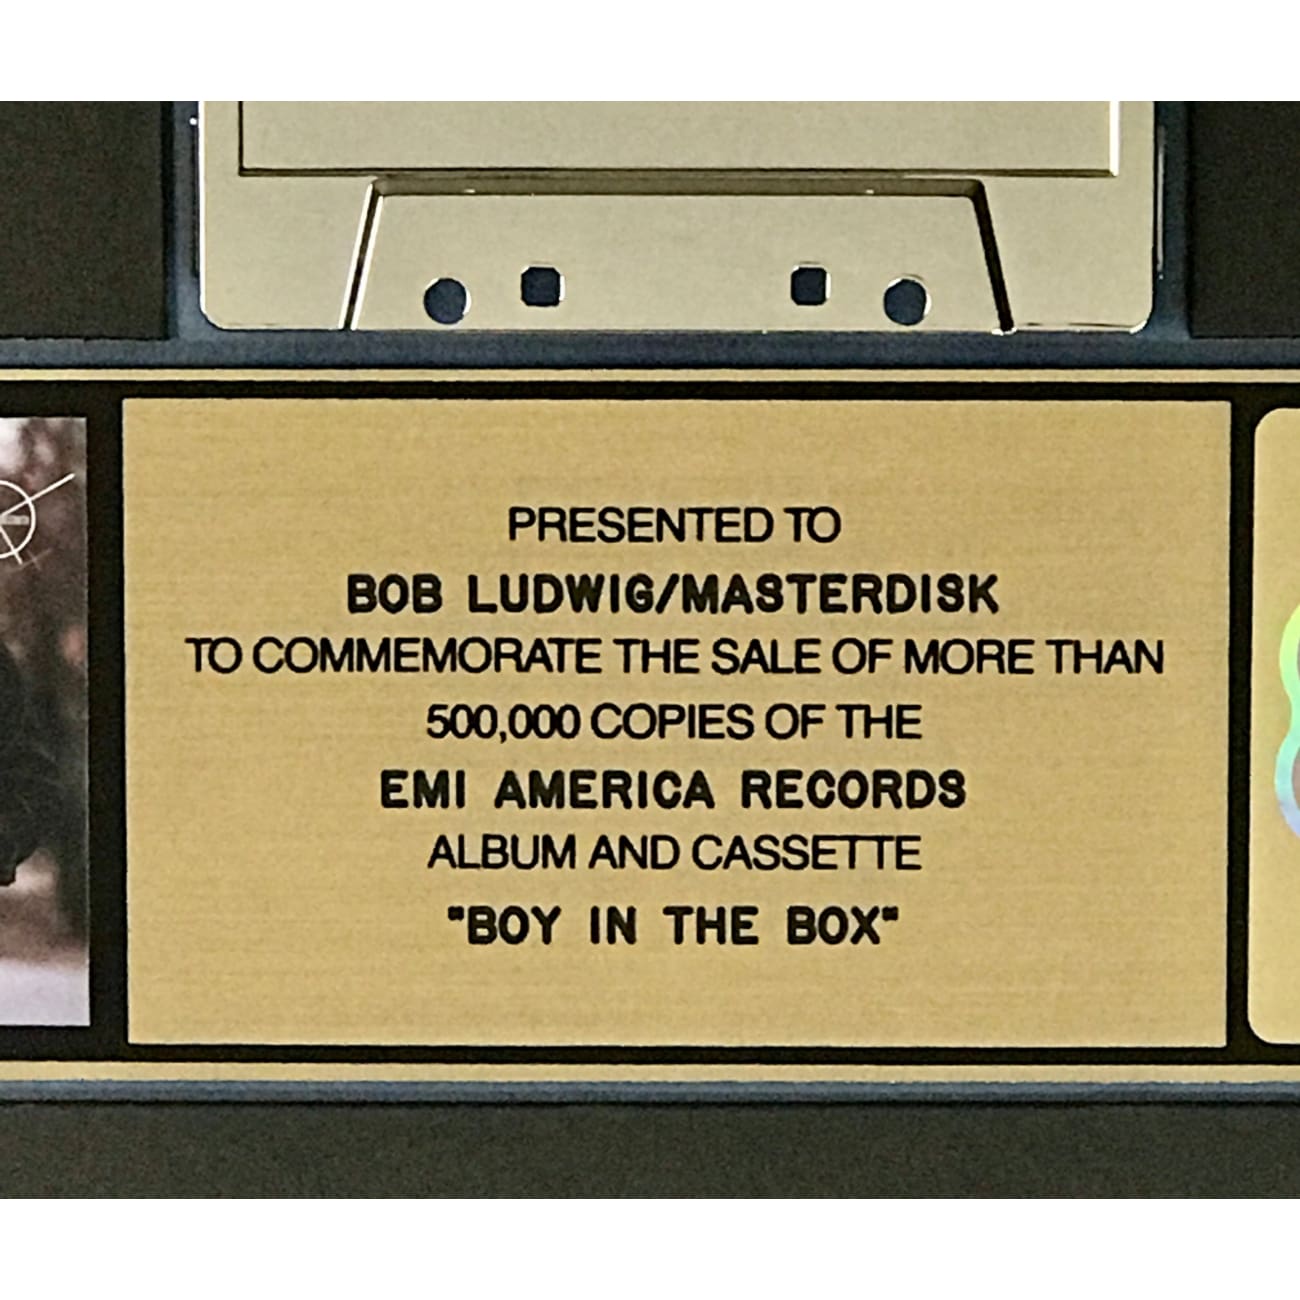 PRESENTED TO
BOB LUDWIG/MASTERDISK
TO COMMEMORATE THE SALE OF MORE THAN
500,000 COPIES OF THE
EMI AMERICA RECORDS
ALBUM AND CASSETTE
"BOY IN THE BOX"